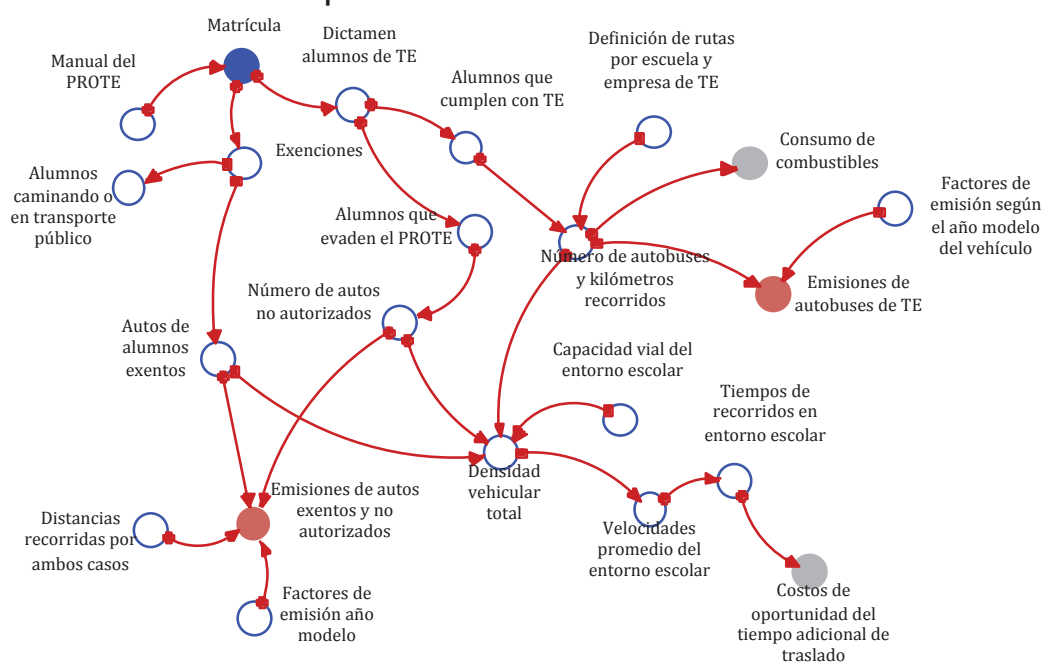 Matrícula
Manual del
PROTE
Dictamen
alumnos de TE
Definición de rutas
por escuela y
empresa de TE
Alumnos que
cumplen con TE
Consumo de
combustibles
Exenciones
Alumnos
caminando o
en transporte
público
Factores de
emisión según
el año modelo
del vehículo
Alumnos que
evaden el PROTE
Número de autobuses
y kilómetros
recorridos
Emisiones de
autobuses de TE
Número de autos
no autorizados
Autos de
alumnos
exentos
Capacidad vial del
entorno escolar
Tiempos de
recorridos en
entorno escolar
Densidad
vehicular
total
Emisiones de autos
exentos y no
autorizados
Distancias
recorridas por
ambos casos
Velocidades
promedio del
entorno escolar
Factores de
emisión año
modelo
Costos de
oportunidad del
tiempo adicional de
traslado